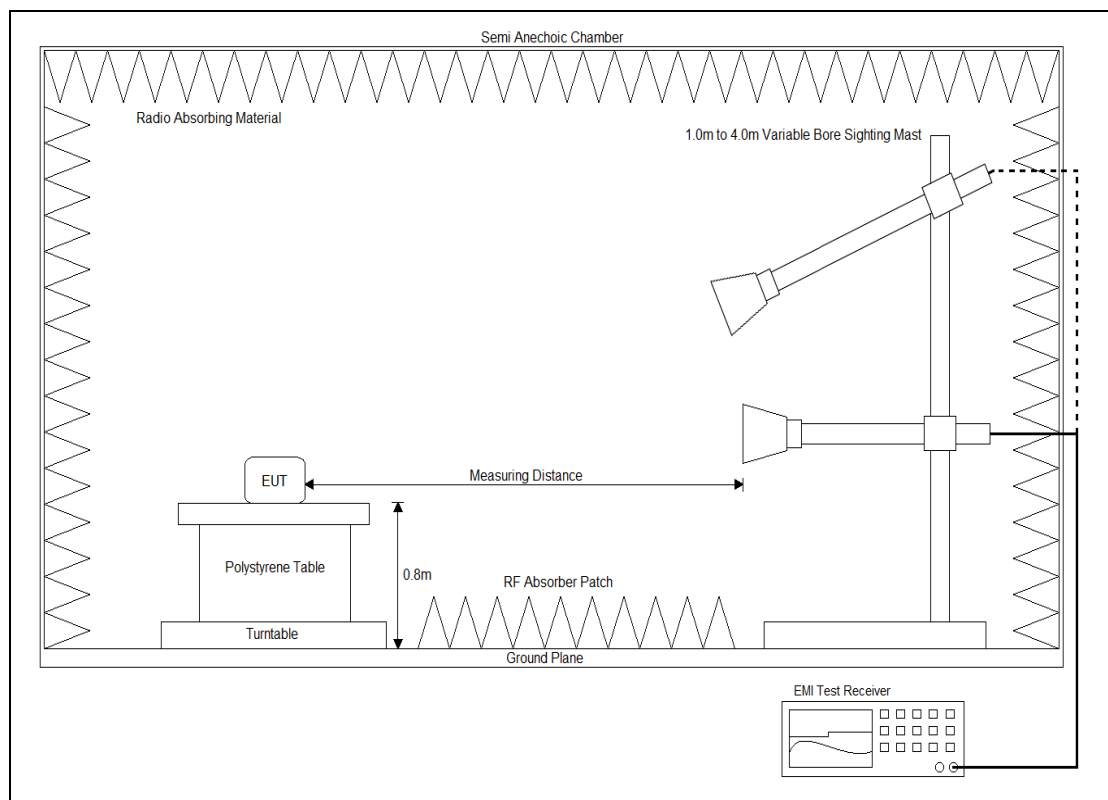 Semi Anechoic Chamber
Radio Absorbing Material
1.0m to 4.0m Variable Bore Sighting Mast
Measuring Distance
EUT
Polystyrene Table
0.8m
RF Absorber Patch
Turntable
Ground Plane
EMI Test Receiver